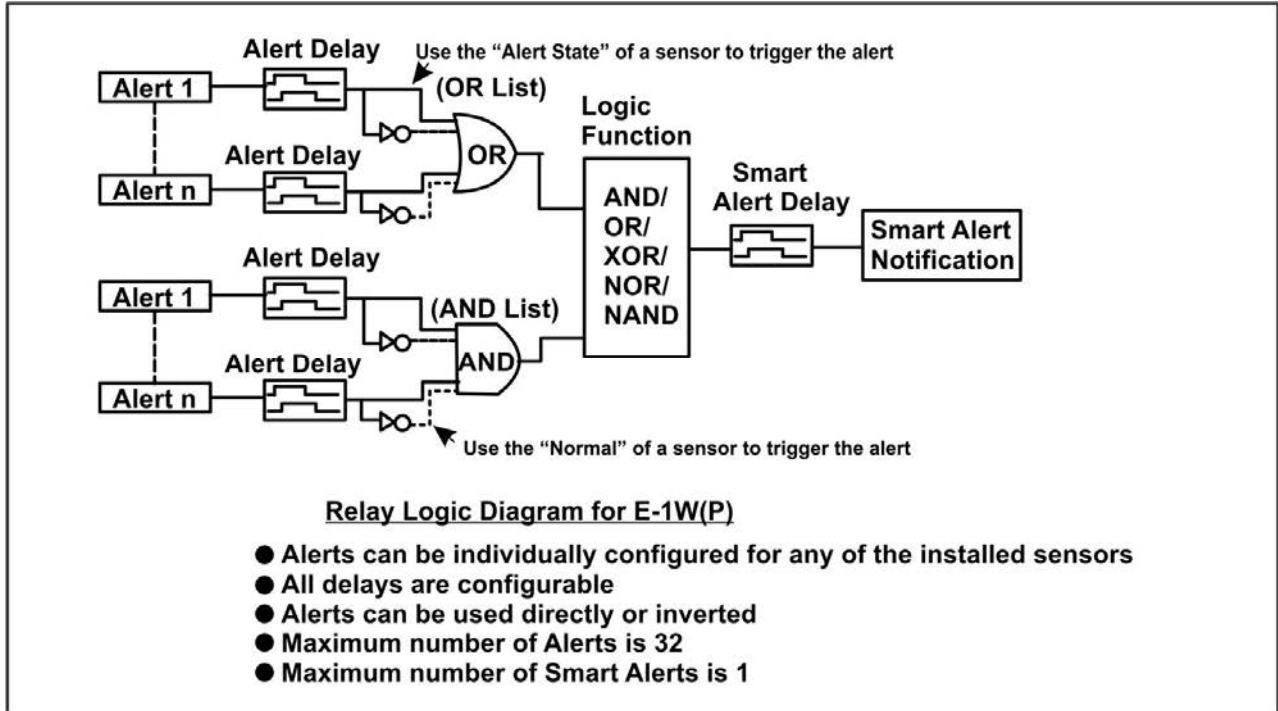 Alert Delay
Use the “Alert State” of a sensor to trigger the alert
Alert 1
(OR List)
Alert Delay
OR
Alert n
Logic
Function
AND/
OR/
XOR/
NOR/
NAND
Smart
Alert Delay
Smart Alert
Notification
Alert Delay
Alert 1
(AND List)
Alert Delay
AND
Alert n
Use the “Normal” of a sensor to trigger the alert
Relay Logic Diagram for E-1W(P)
● Alerts can be individually configured for any of the installed sensors
● All delays are configurable
● Alerts can be used directly or inverted
● Maximum number of Alerts is 32
● Maximum number of Smart Alerts is 1